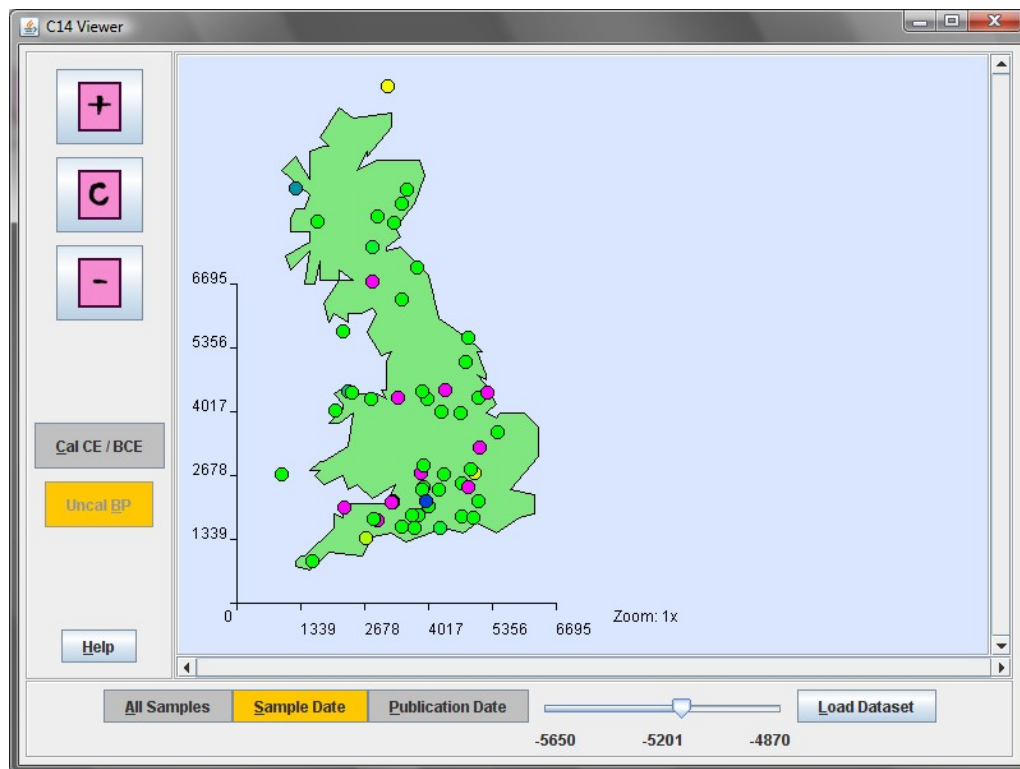 C14 Viewer
+
C
-
Cal CE / BCE
Uncal BP
Help
6695
5356
4017
2678
1339
0
1339
2678
4017
5356
6695
Zoom: 1x
All Samples
Sample Date
Publication Date
Load Dataset
-5650
-5201
-4870